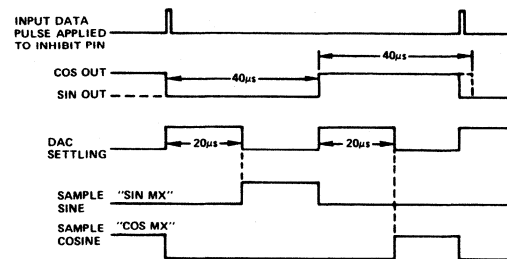 INPUT DATA
PULSE APPLIED
TO INHIBIT PIN
40µs
COS OUT
40µs
SIN OUT
DAC
SETTLING
20µs
20µs
SAMPLE "SIN MX"
SINE
SAMPLE "COS MX"
COSINE